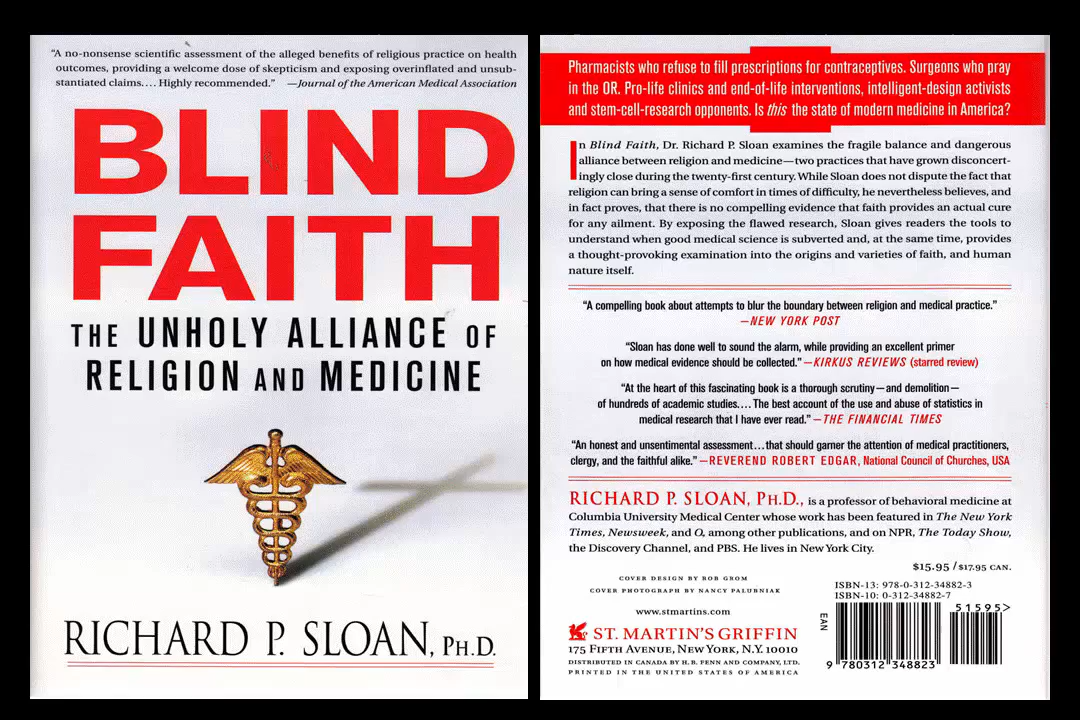 "A no-nonsense scientific assessment of the alleged benefits of religious practice on health
outcomes, providing a welcome dose of skepticism and exposing overinflated and unsub-
stantiated claims.... Highly recommended." —Journal of the American Medical Association
BLIND
FAITH
THE UNHOLY ALLIANCE OF
RELIGION AND MEDICINE
RICHARD P. SLOAN, PH.D.
Pharmacists who refuse to fill prescriptions for contraceptives. Surgeons who pray
in the OR. Pro-life clinics and end-of-life interventions, intelligent-design activists
and stem-cell-research opponents. Is this the state of modern medicine in America?
In Blind Faith, Dr. Richard P. Sloan examines the fragile balance and dangerous
alliance between religion and medicine—two practices that have grown disconcert-
ingly close during the twenty-first century. While Sloan does not dispute the fact that
religion can bring a sense of comfort in times of difficulty, he nevertheless believes, and
in fact proves, that there is no compelling evidence that faith provides an actual cure
for any ailment. By exposing the flawed research, Sloan gives readers the tools to
understand when good medical science is subverted and, at the same time, provides
a thought-provoking examination into the origins and varieties of faith, and human
nature itself.
"A compelling book about attempts to blur the boundary between religion and medical practice."
—NEW YORK POST
"Sloan has done well to sound the alarm, while providing an excellent primer
on how medical evidence should be collected." —KIRKUS REVIEWS (starred review)
"At the heart of this fascinating book is a thorough scrutiny—and demolition—
of hundreds of academic studies.... The best account of the use and abuse of statistics in
medical research that I have ever read." —THE FINANCIAL TIMES
"An honest and unsentimental assessment...that should garner the attention of medical practitioners,
clergy, and the faithful alike." —REVEREND ROBERT EDGAR, National Council of Churches, USA
RICHARD P. SLOAN, PH.D., is a professor of behavioral medicine at
Columbia University Medical Center whose work has been featured in The New York
Times, Newsweek, and O, among other publications, and on NPR, The Today Show,
the Discovery Channel, and PBS. He lives in New York City.
$15.95 / $17.95 CAN.
COVER DESIGN BY ROB GROM
COVER PHOTOGRAPH BY NANCY PALUBNIAK
www.stmartins.com
ST. MARTIN'S GRIFFIN
175 FIFTH AVENUE, NEW YORK, N.Y. 10010
DISTRIBUTED IN CANADA BY H. B. FENN AND COMPANY, LTD.
PRINTED IN THE UNITED STATES OF AMERICA
ISBN-13: 978-0-312-34882-3
ISBN-10: 0-312-34882-7
51595>
EAN
9 780312 348823